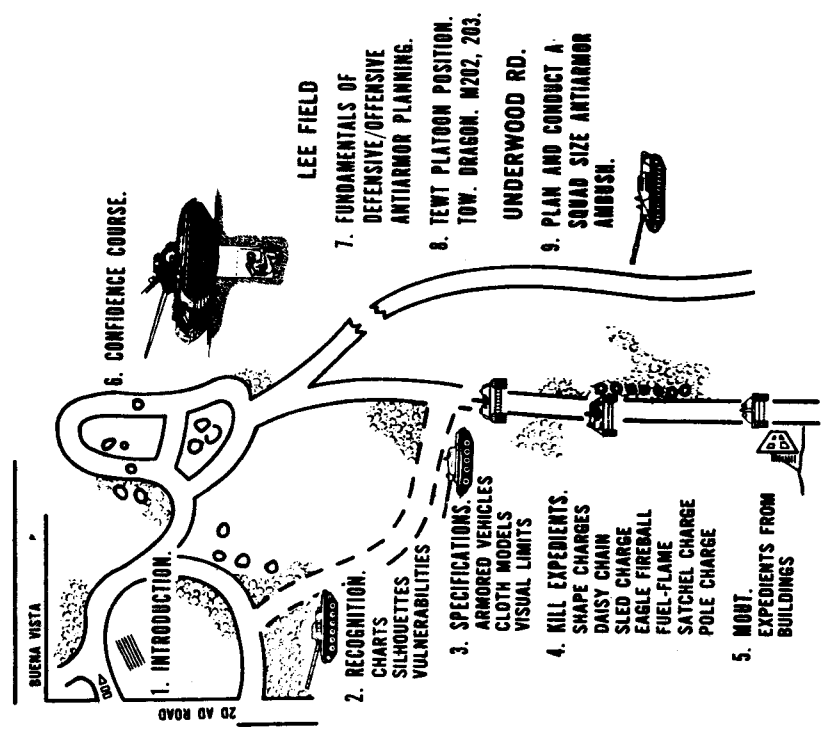 BUENA VISTA
2D AD ROAD
1. INTRODUCTION.
2. RECOGNITION.
CHARTS
SILHOUETTES
VULNERABILITIES
3. SPECIFICATIONS.
ARMORED VEHICLES
CLOTH MODELS
VISUAL LIMITS
4. KILL EXPEDIENTS.
SHAPE CHARGES
DAISY CHAIN
SLED CHARGE
EAGLE FIREBALL
FUEL-FLAME
SATCHEL CHARGE
POLE CHARGE
5. MOUT.
EXPEDIENTS FROM
BUILDINGS
6. CONFIDENCE COURSE.
LEE FIELD
7. FUNDAMENTALS OF
DEFENSIVE/OFFENSIVE
ANTIARMOR PLANNING.
8. TEWT PLATOON POSITION.
TOW. DRAGON. M202, 203.
UNDERWOOD RD.
9. PLAN AND CONDUCT A
SQUAD SIZE ANTIARMOR
AMBUSH.